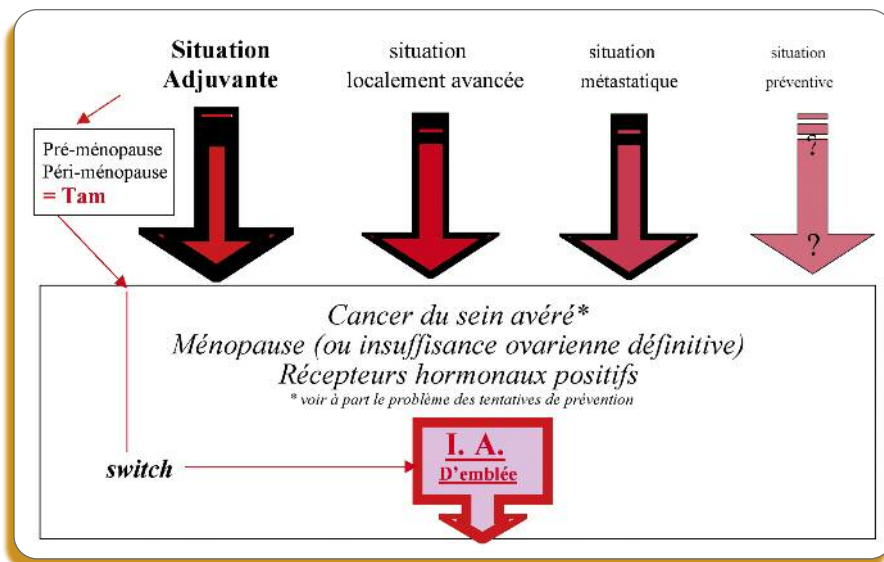 Situation
Adjuvante
situation
localement avancée
situation
métastatique
situation
préventive
Pré-ménopause
Péri-ménopause
= Tam
?
?
Cancer du sein avéré*
Ménopause (ou insuffisance ovarienne définitive)
Récepteurs hormonaux positifs
* voir à part le problème des tentatives de prévention
I. A.
D'emblée
switch